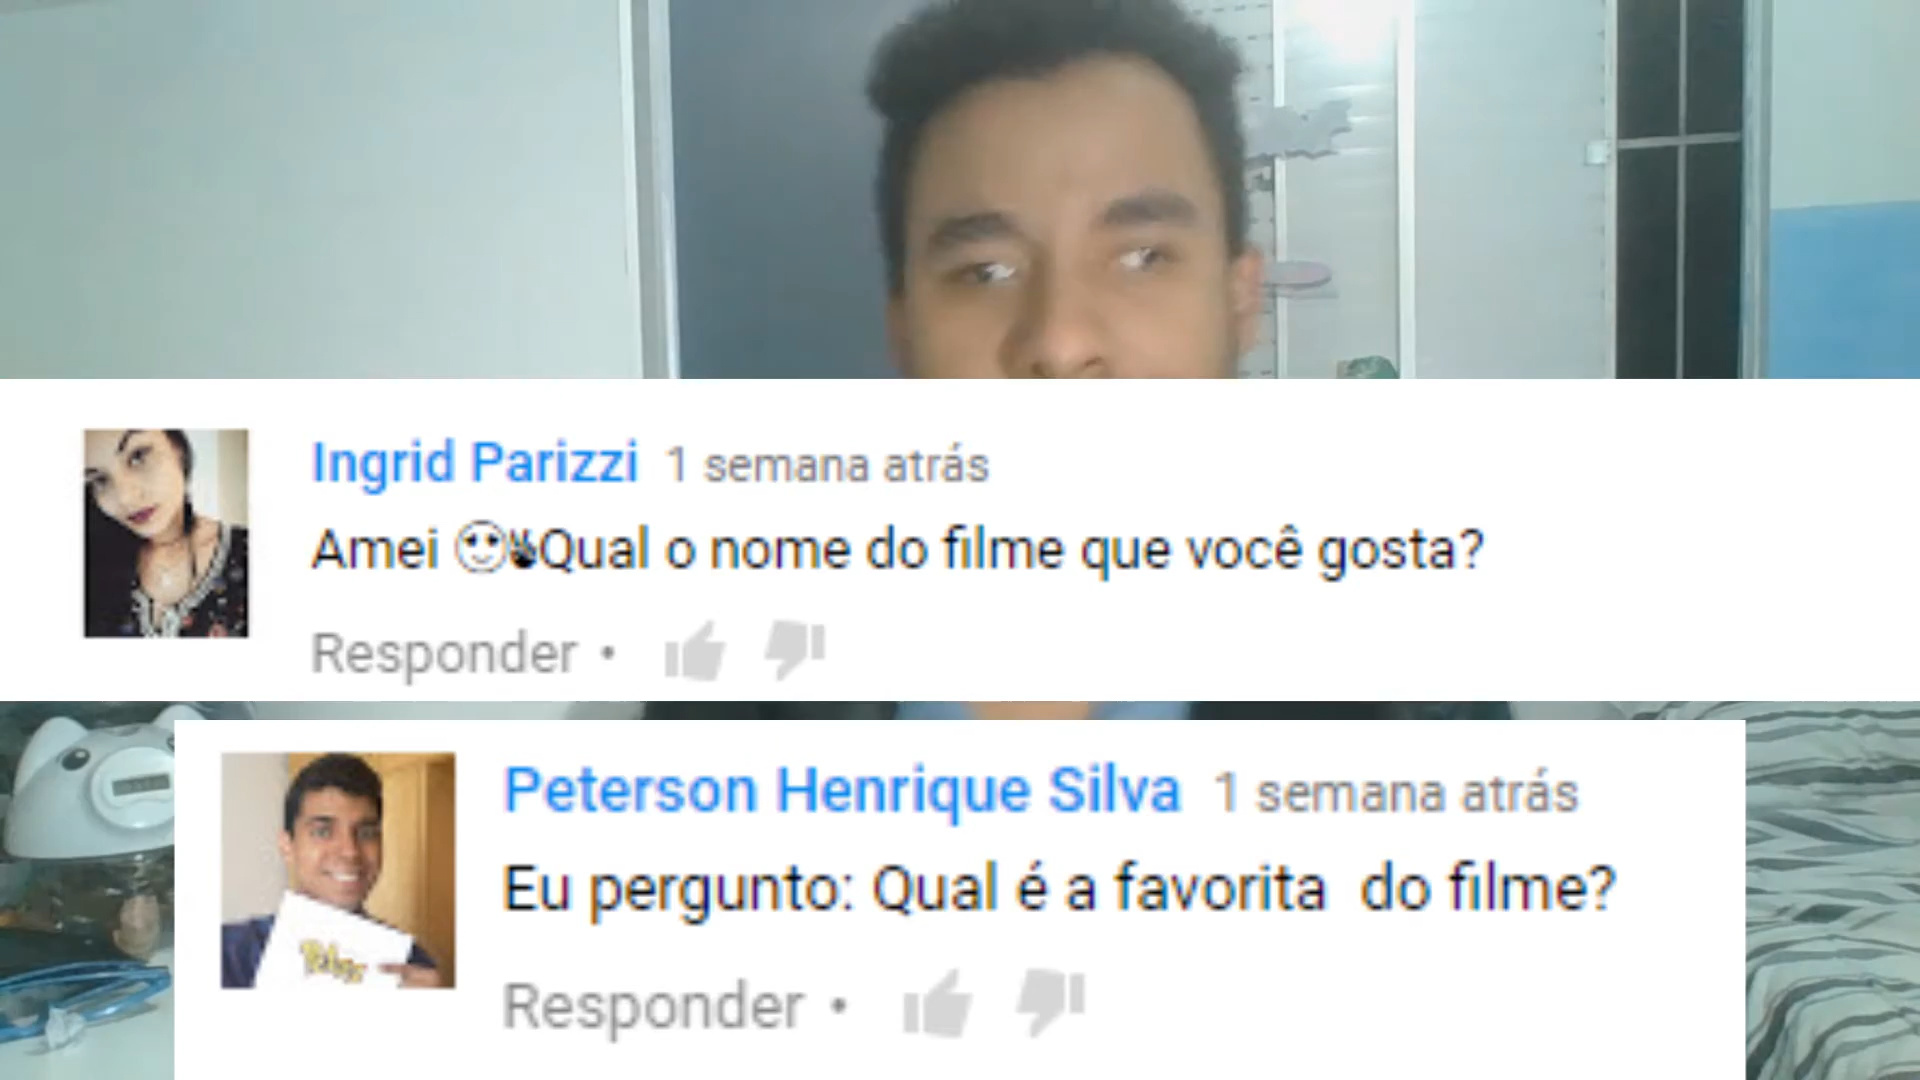 Ingrid Parizzi 1 semana atrás
Amei 🙂Qual o nome do filme que você gosta?
Responder •
Peterson Henrique Silva 1 semana atrás
Eu pergunto: Qual é a favorita do filme?
Responder •